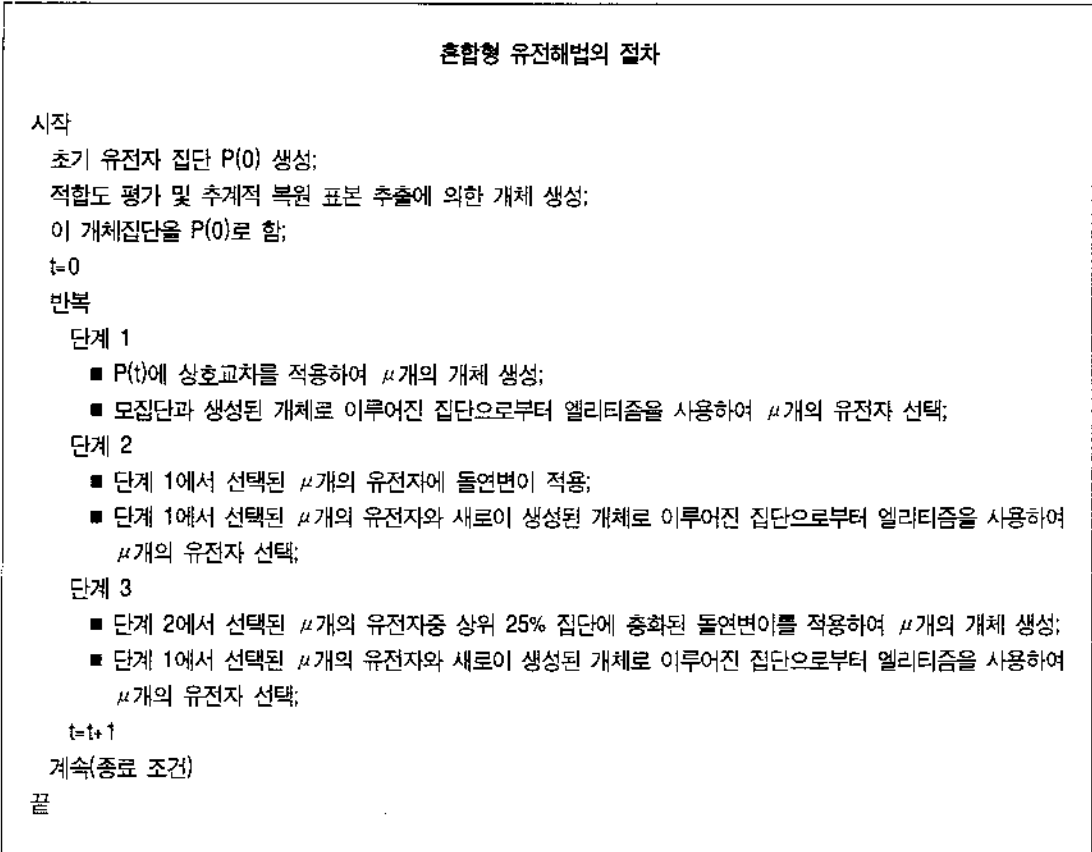 혼합형 유전해법의 절차
시작
초기 유전자 집단 P(0) 생성;
적합도 평가 및 추계적 복원 표본 추출에 의한 개체 생성;
이 개체집단을 P(0)로 함;
t=0
반복
단계 1
■ P(t)에 상호교차를 적용하여 μ개의 개체 생성;
■ 모집단과 생성된 개체로 이루어진 집단으로부터 엘리티즘을 사용하여 μ개의 유전자 선택;
단계 2
■ 단계 1에서 선택된 μ개의 유전자에 돌연변이 적용;
■ 단계 1에서 선택된 μ개의 유전자와 새로이 생성된 개체로 이루어진 집단으로부터 엘리티즘을 사용하여
μ개의 유전자 선택;
단계 3
■ 단계 2에서 선택된 μ개의 유전자중 상위 25% 집단에 층화된 돌연변이를 적용하여 μ개의 개체 생성;
■ 단계 1에서 선택된 μ개의 유전자와 새로이 생성된 개체로 이루어진 집단으로부터 엘리티즘을 사용하여
μ개의 유전자 선택;
t=t+1
계속(종료 조건)
끝